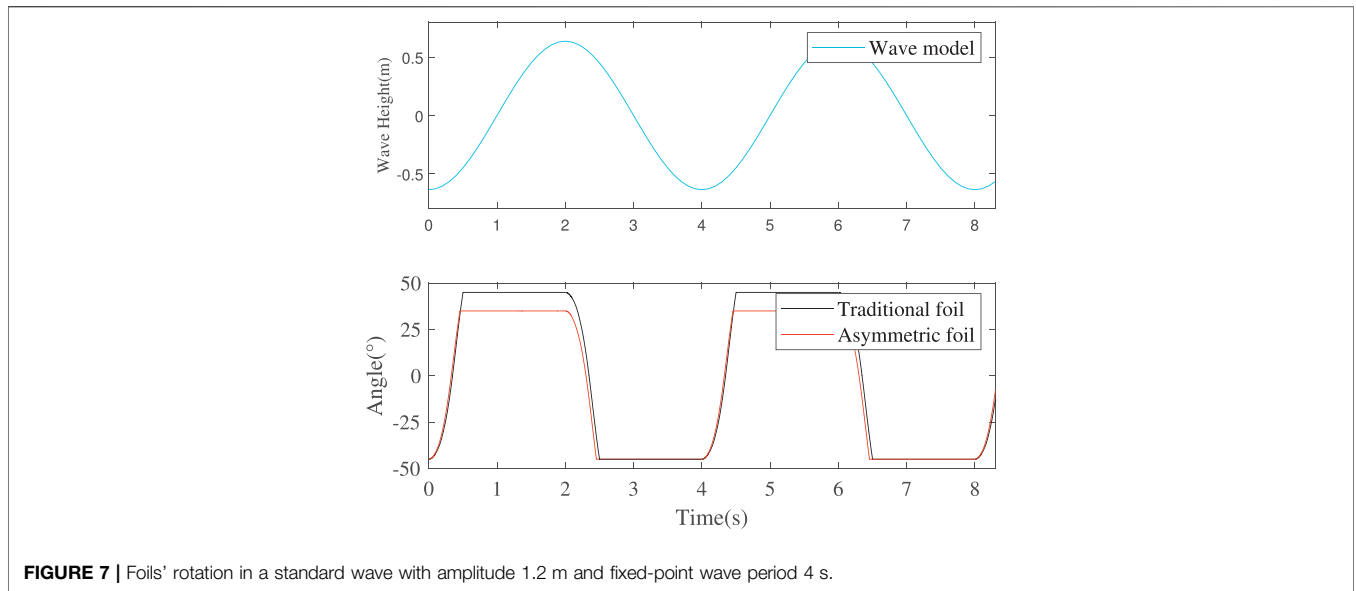 Wave Height(m)
0.5
0
-0.5
Wave model
0 1 2 3 4 5 6 7 8
Angle(°)
50
25
0
-25
-50
Traditional foil
Asymmetric foil
0 1 2 3 4 5 6 7 8
Time(s)
FIGURE 7 | Foils' rotation in a standard wave with amplitude 1.2 m and fixed-point wave period 4 s.